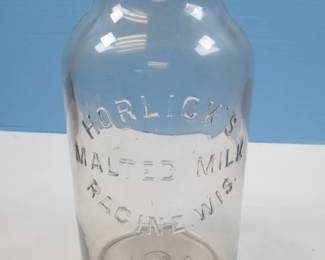 HORLICK'S
MALTED MILK
RACINE, WIS.